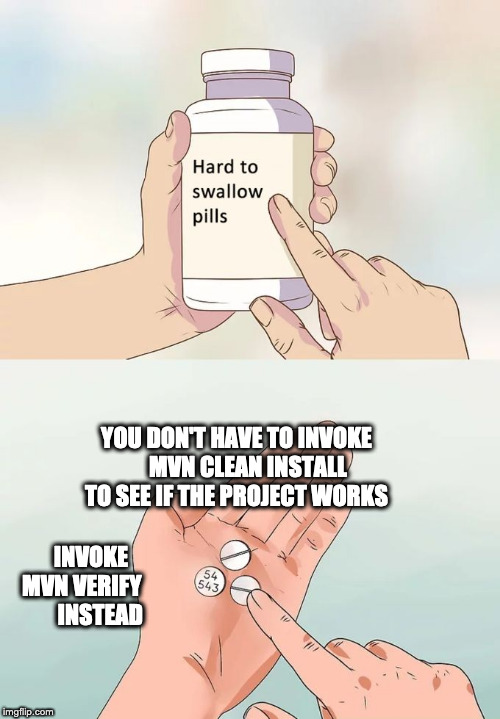 Hard to
swallow
pills
YOU DON'T HAVE TO INVOKE
MVN CLEAN INSTALL
TO SEE IF THE PROJECT WORKS
INVOKE
MVN VERIFY
INSTEAD
54
543
imgflip.com